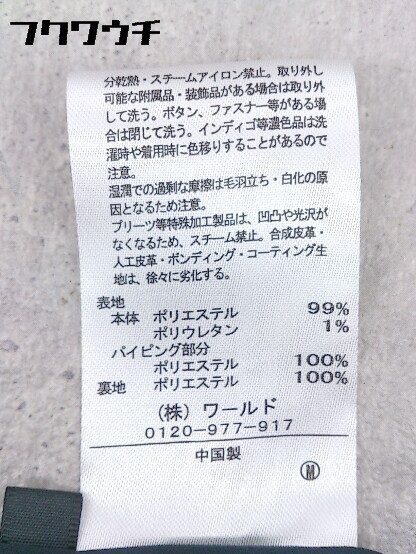 フクワウチ
分乾熱・スチームアイロン禁止。取り外し
可能な附属品・装飾品がある場合は取り外
して洗う。ボタン、ファスナー等がある場
合は閉じて洗う。インディゴ等濃色品は洗
濯時や着用時に色移りすることがあるので
注意。
湿潤での過剰な摩擦は毛羽立ち・白化の原
因となるため注意。
プリーツ等特殊加工製品は、凹凸や光沢が
なくなるため、スチーム禁止。合成皮革・
人工皮革・ボンディング・コーティング生
地は、徐々に劣化する。
表地
本体 ポリエステル 99%
ポリウレタン 1%
パイピング部分
ポリエステル 100%
裏地 ポリエステル 100%
(株) ワールド
0120-977-917
中国製
M